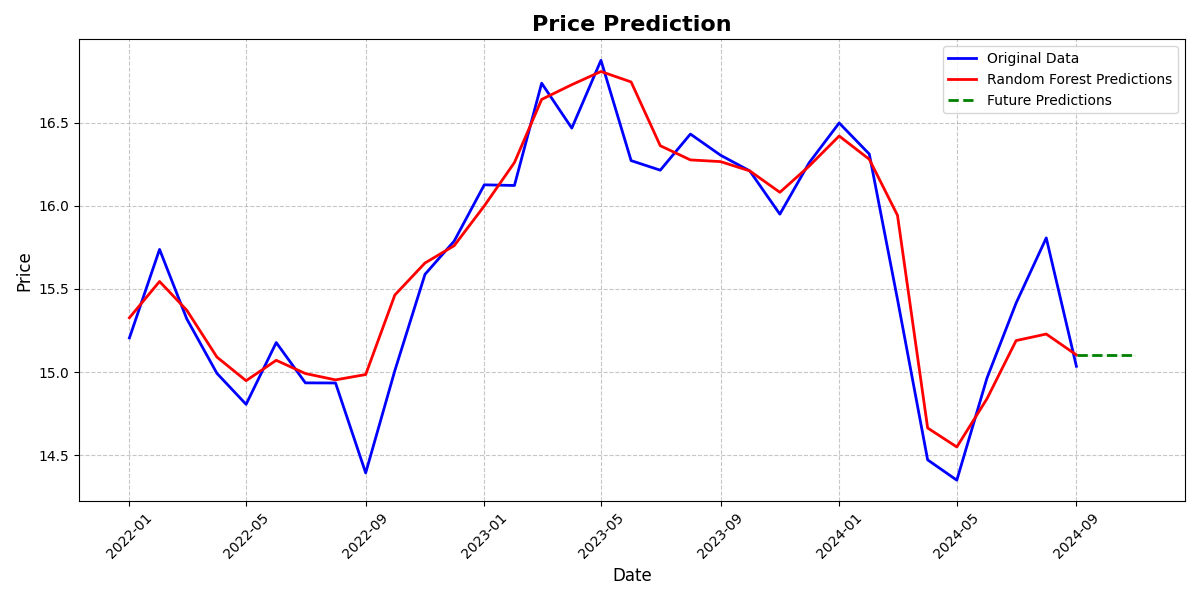 Price Prediction
Original Data
Random Forest Predictions
Future Predictions
Price
16.5
16.0
15.5
15.0
14.5
2022-01
2022-05
2022-09
2023-01
2023-05
2023-09
2024-01
2024-05
2024-09
Date